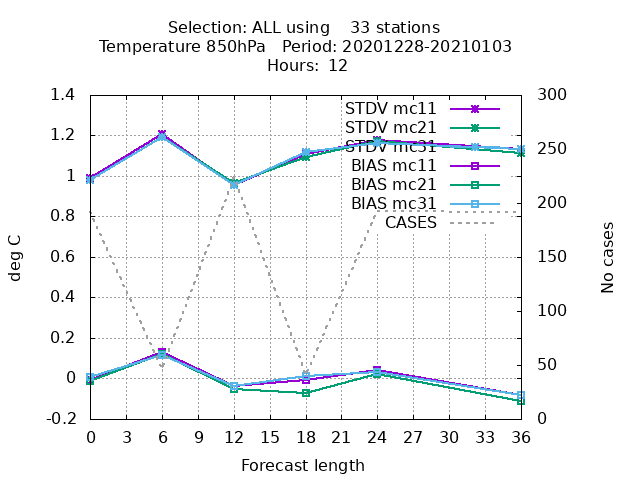 Selection: ALL using    33 stations
Temperature 850hPa   Period: 20201228-20210103
Hours: 12
1.4
1.2
1
0.8
0.6
0.4
0.2
0
-0.2
deg C
STDV mc11
STDV mc21
STDV mc31
BIAS mc11
BIAS mc21
BIAS mc31
CASES
300
250
200
150
100
50
0
No cases
0 3 6 9 12 15 18 21 24 27 30 33 36
Forecast length